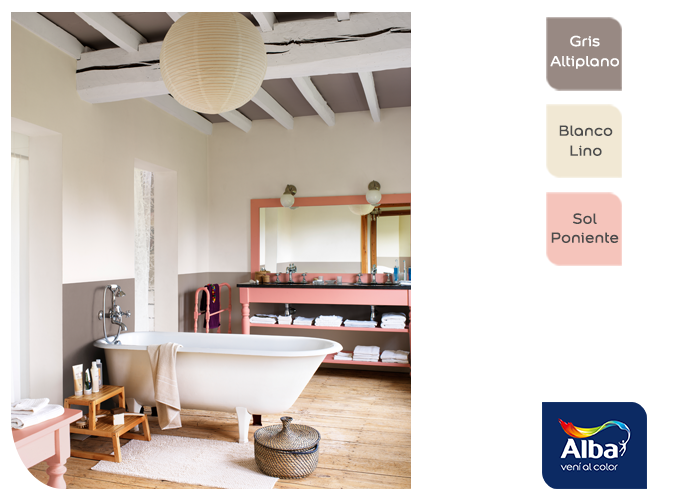 Gris
Altiplano
Blanco
Lino
Sol
Poniente
Alba
vení al color